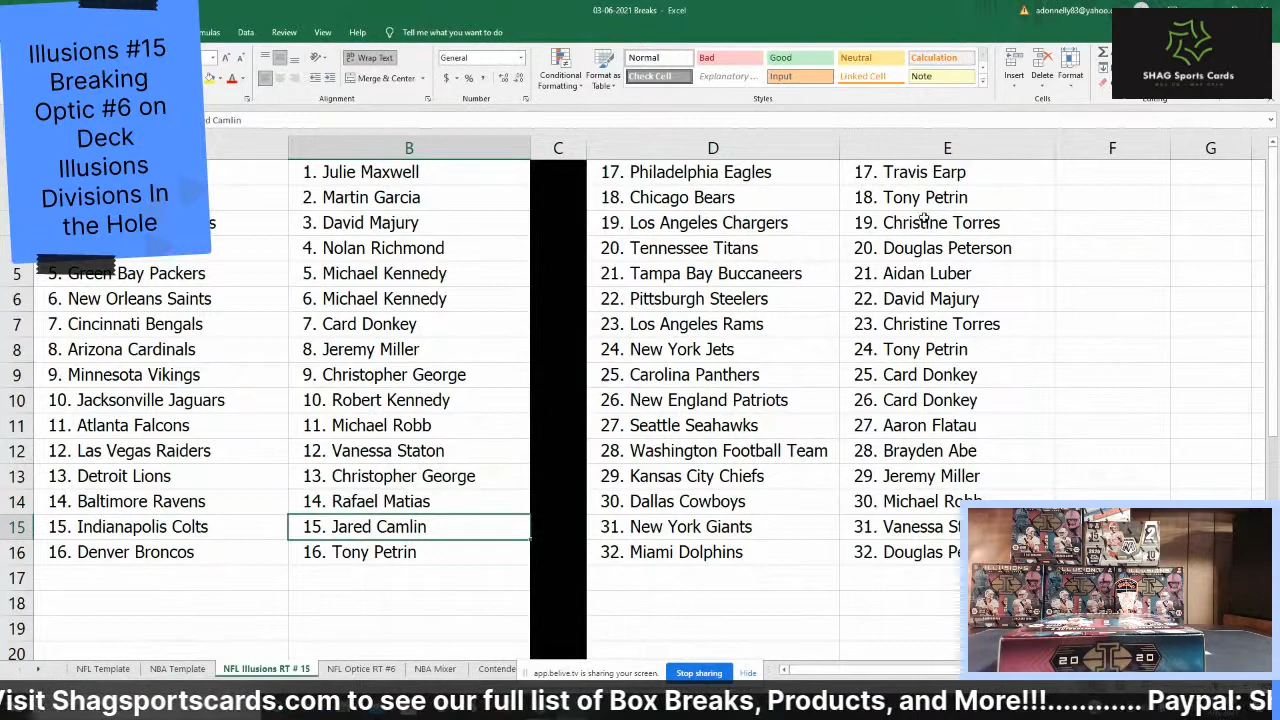 03-06-2021 Breaks - Excel
adonnelly83@yahoo.c
Illusions #15
Breaking
Optic #6 on
Deck
Illusions
Divisions In
the Hole
Data
Review
View
Help
Tell me what you want to do
Wrap Text
Merge & Center
Alignment
General
$ %
Number
Conditional
Formatting
Format as
Table
Normal
Bad
Good
Neutral
Calculation
Check Cell
Explanatory ...
Input
Linked Cell
Note
Styles
Insert
Delete
Format
Cells
SHAG Sports Cards
d Camlin
B C D E F G
1. Julie Maxwell 17. Philadelphia Eagles 17. Travis Earp
2. Martin Garcia 18. Chicago Bears 18. Tony Petrin
3. David Majury 19. Los Angeles Chargers 19. Christine Torres
4. Nolan Richmond 20. Tennessee Titans 20. Douglas Peterson
5 5. Green Bay Packers 5. Michael Kennedy 21. Tampa Bay Buccaneers 21. Aidan Luber
6 6. New Orleans Saints 6. Michael Kennedy 22. Pittsburgh Steelers 22. David Majury
7 7. Cincinnati Bengals 7. Card Donkey 23. Los Angeles Rams 23. Christine Torres
8 8. Arizona Cardinals 8. Jeremy Miller 24. New York Jets 24. Tony Petrin
9 9. Minnesota Vikings 9. Christopher George 25. Carolina Panthers 25. Card Donkey
10 10. Jacksonville Jaguars 10. Robert Kennedy 26. New England Patriots 26. Card Donkey
11 11. Atlanta Falcons 11. Michael Robb 27. Seattle Seahawks 27. Aaron Flatau
12 12. Las Vegas Raiders 12. Vanessa Staton 28. Washington Football Team 28. Brayden Abe
13 13. Detroit Lions 13. Christopher George 29. Kansas City Chiefs 29. Jeremy Miller
14 14. Baltimore Ravens 14. Rafael Matias 30. Dallas Cowboys 30. Michael Robb
15 15. Indianapolis Colts 15. Jared Camlin 31. New York Giants 31. Vanessa St
16 16. Denver Broncos 16. Tony Petrin 32. Miami Dolphins 32. Douglas Pe
17
18
19
20
NFL Template NBA Template NFL Illusions RT # 15 NFL Optice RT #6 NBA Mixer Contende
app.belive.tv is sharing your screen. Stop sharing Hide
20 20
Visit Shagsportscards.com to see our full list of Box Breaks, Products, and More!!!........... Paypal: Sh